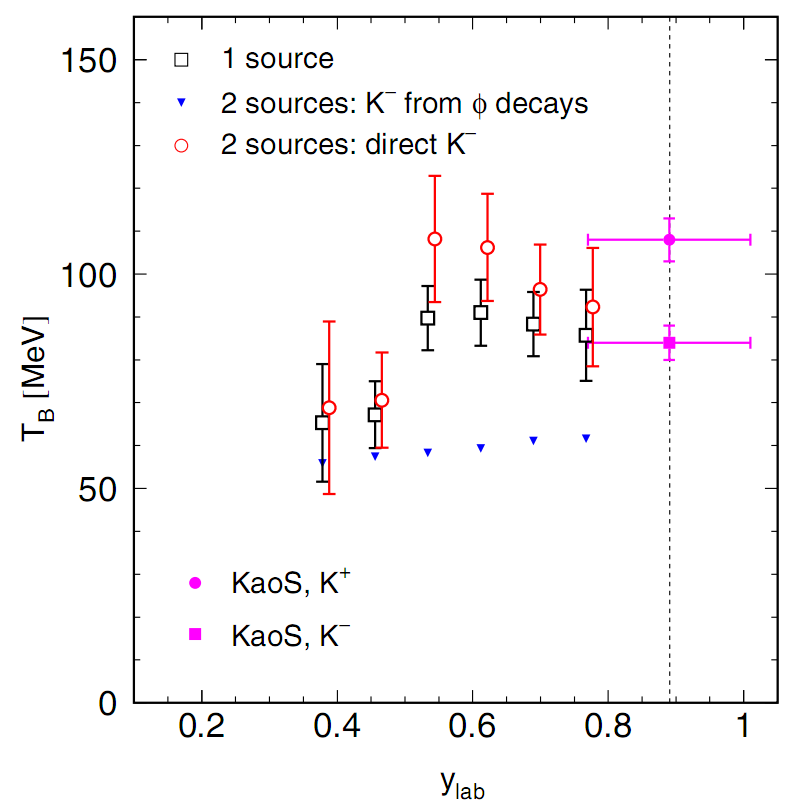 1 source
2 sources: K⁻ from ϕ decays
2 sources: direct K⁻
150
100
50
0
T_B [MeV]
KaoS, K⁺
KaoS, K⁻
0.2 0.4 0.6 0.8 1
y_lab